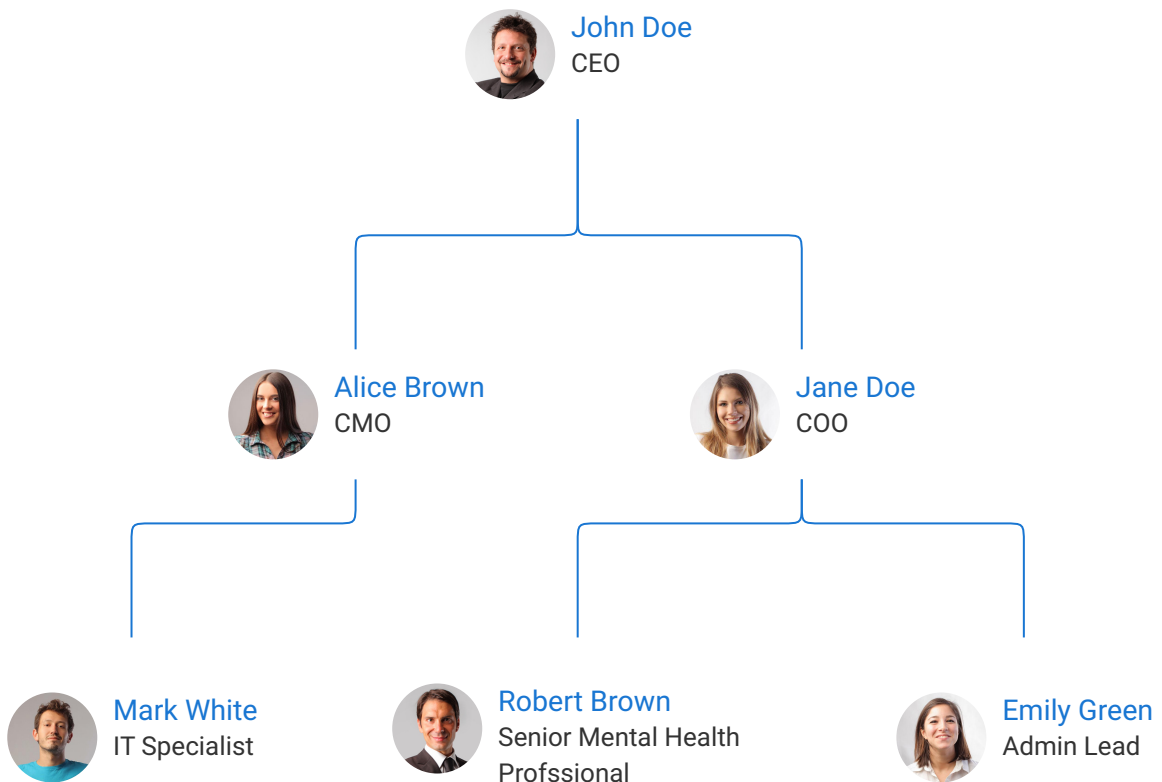 John Doe
CEO
Alice Brown
CMO
Jane Doe
COO
Mark White
IT Specialist
Robert Brown
Senior Mental Health
Profssional
Emily Green
Admin Lead